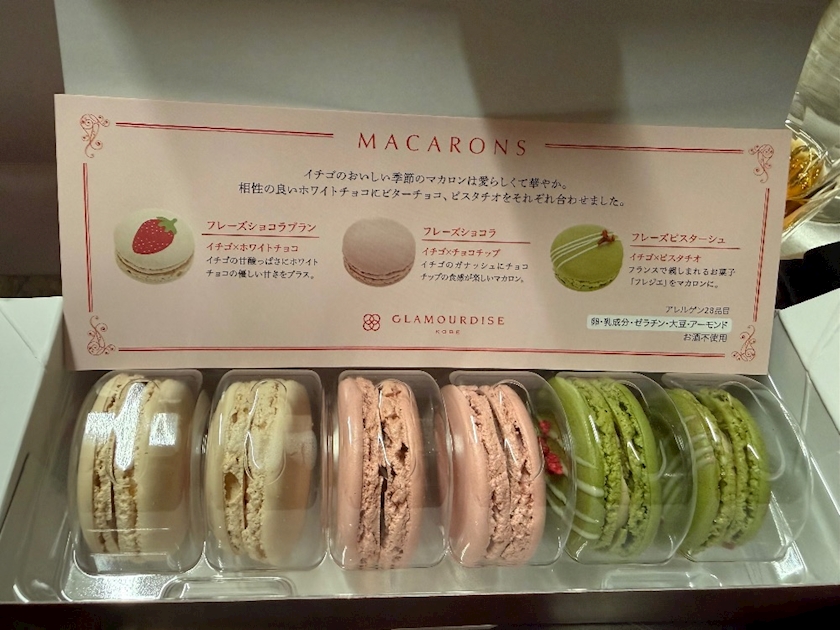 MACARONS
イチゴのおいしい季節のマカロンは愛らしくて華やか。
相性の良いホワイトチョコにビターチョコ、ピスタチオをそれぞれ合わせました。
フレーズショコラブラン
イチゴ×ホワイトチョコ
イチゴの甘酸っぱさにホワイト
チョコの優しい甘さをプラス。
フレーズショコラ
イチゴ×チョコチップ
イチゴのガナッシュにチョコ
チップの食感が楽しいマカロン。
フレーズピスターシュ
イチゴ×ピスタチオ
フランスで親しまれるお菓子
「フレジエ」をマカロンに。
GLAMOURDISE
KOBE
アレルゲン28品目
卵・乳成分・ゼラチン・大豆・アーモンド
お酒不使用